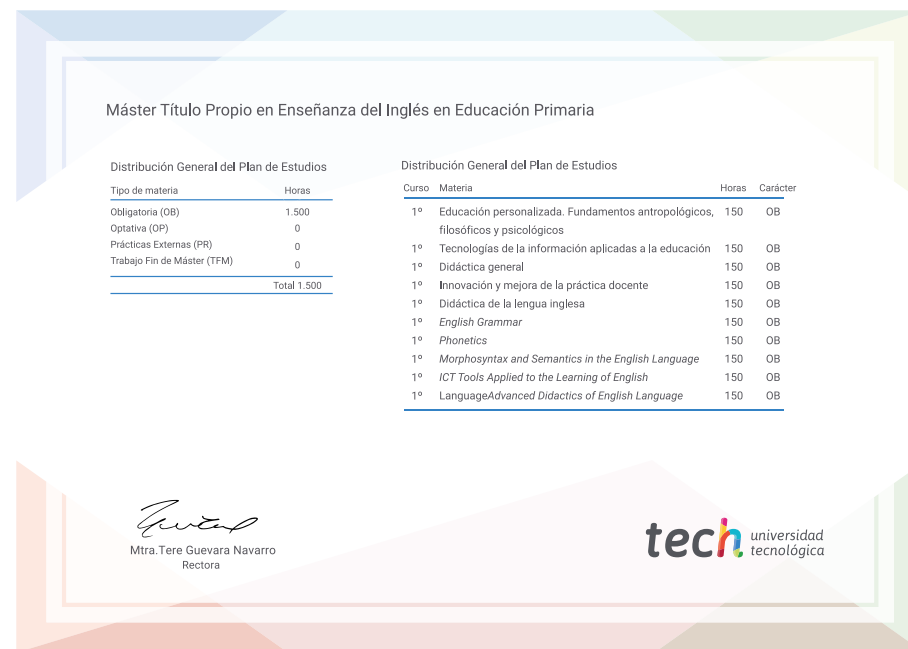 Máster Título Propio en Enseñanza del Inglés en Educación Primaria
Distribución General del Plan de Estudios
Tipo de materia Horas
Obligatoria (OB) 1.500
Optativa (OP) 0
Prácticas Externas (PR) 0
Trabajo Fin de Máster (TFM) 0
Total 1.500
Distribución General del Plan de Estudios
Curso Materia Horas Carácter
1º Educación personalizada. Fundamentos antropológicos, 150 OB
filosóficos y psicológicos
1º Tecnologías de la información aplicadas a la educación 150 OB
1º Didáctica general 150 OB
1º Innovación y mejora de la práctica docente 150 OB
1º Didáctica de la lengua inglesa 150 OB
1º English Grammar 150 OB
1º Phonetics 150 OB
1º Morphosyntax and Semantics in the English Language 150 OB
1º ICT Tools Applied to the Learning of English 150 OB
1º LanguageAdvanced Didactics of English Language 150 OB
Mtra.Tere Guevara Navarro
Rectora
tech universidad
tecnológica